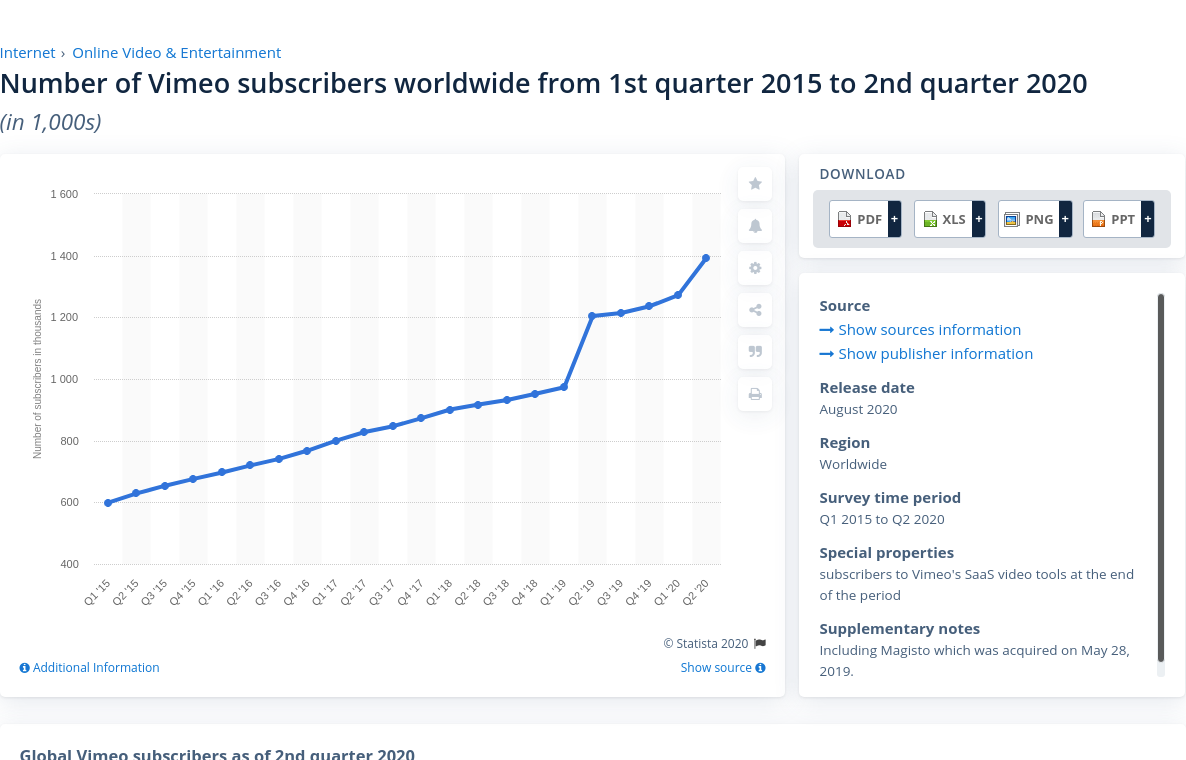 Internet › Online Video & Entertainment
Number of Vimeo subscribers worldwide from 1st quarter 2015 to 2nd quarter 2020
(in 1,000s)
Number of subscribers in thousands
1 600
1 400
1 200
1 000
800
600
400
Q1 '15
Q2 '15
Q3 '15
Q4 '15
Q1 '16
Q2 '16
Q3 '16
Q4 '16
Q1 '17
Q2 '17
Q3 '17
Q4 '17
Q1 '18
Q2 '18
Q3 '18
Q4 '18
Q1 '19
Q2 '19
Q3 '19
Q4 '19
Q1 '20
Q2 '20
© Statista 2020
Additional Information
Show source
DOWNLOAD
PDF +
XLS +
PNG +
PPT +
Source
Show sources information
Show publisher information
Release date
August 2020
Region
Worldwide
Survey time period
Q1 2015 to Q2 2020
Special properties
subscribers to Vimeo's SaaS video tools at the end
of the period
Supplementary notes
Including Magisto which was acquired on May 28,
2019.
Global Vimeo subscribers as of 2nd quarter 2020